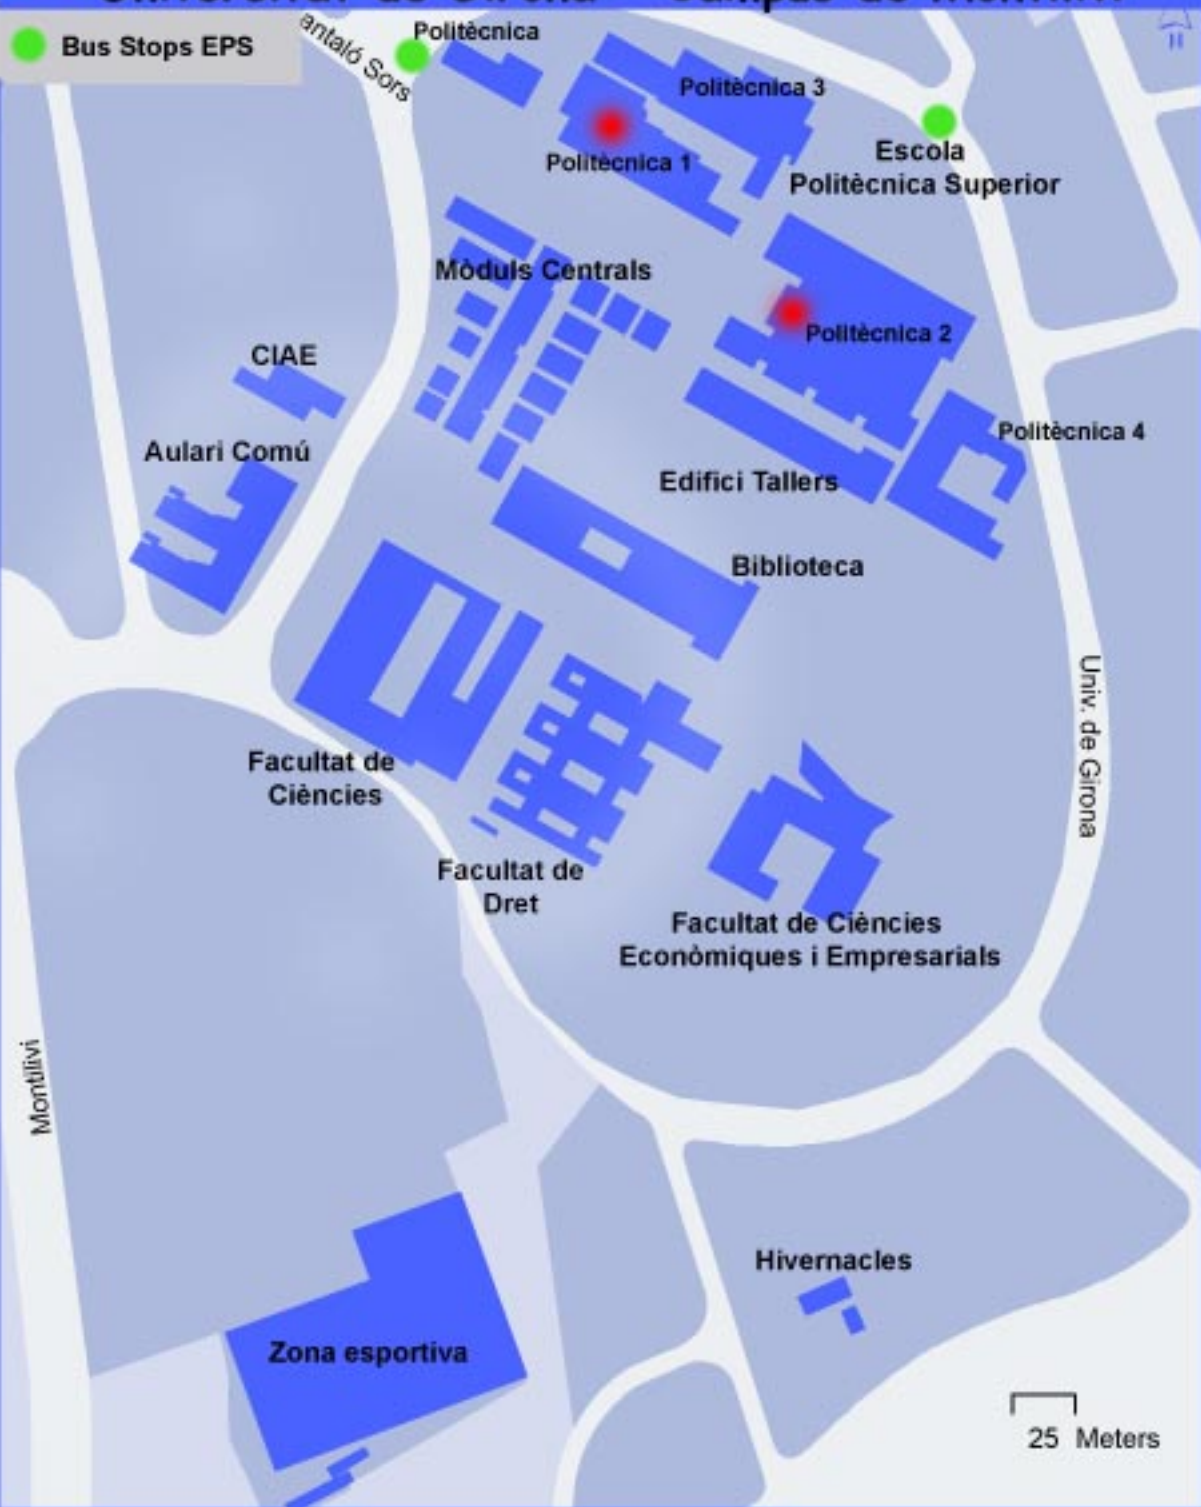 Bus Stops EPS
antaló Sors
Politècnica
Politècnica 3
Politècnica 1
Escola
Politècnica Superior
Mòduls Centrals
Politècnica 2
CIAE
Politècnica 4
Aulari Comú
Edifici Tallers
Biblioteca
Univ. de Girona
Facultat de
Ciències
Facultat de
Dret
Facultat de Ciències
Econòmiques i Empresarials
Montilivi
Hivernacles
Zona esportiva
25 Meters